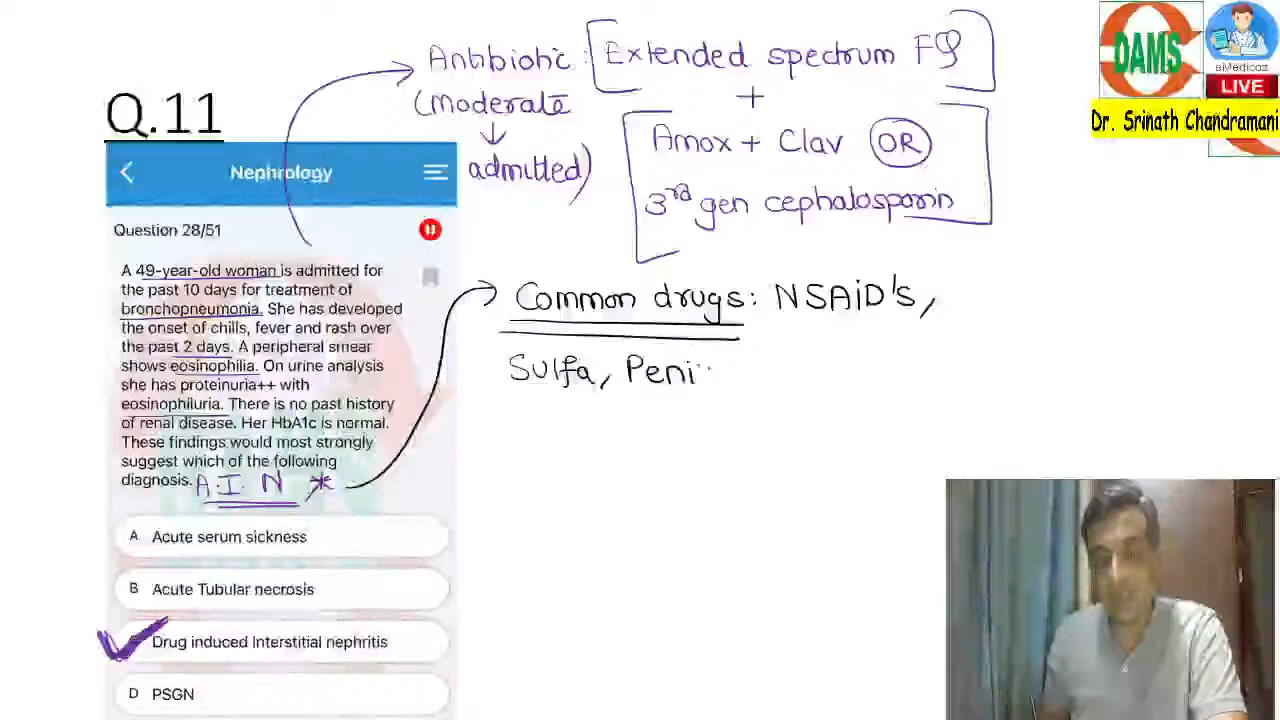 Q.11
Antibiotic : Extended spectrum FQ
(moderate
↓
admitted)
+
Amox + Clav OR
3rd gen cephalosporin
DAMS
eMedicoz
LIVE
Dr. Srinath Chandramani
Nephrology
Question 28/51
A 49-year-old woman is admitted for
the past 10 days for treatment of
bronchopneumonia. She has developed
the onset of chills, fever and rash over
the past 2 days. A peripheral smear
shows eosinophilia. On urine analysis
she has proteinuria++ with
eosinophiluria. There is no past history
of renal disease. Her HbA1c is normal.
These findings would most strongly
suggest which of the following
diagnosis. A.I. N *
Common drugs: NSAiD's,
Sulfa, Peni
A Acute serum sickness
B Acute Tubular necrosis
Drug induced Interstitial nephritis
D PSGN